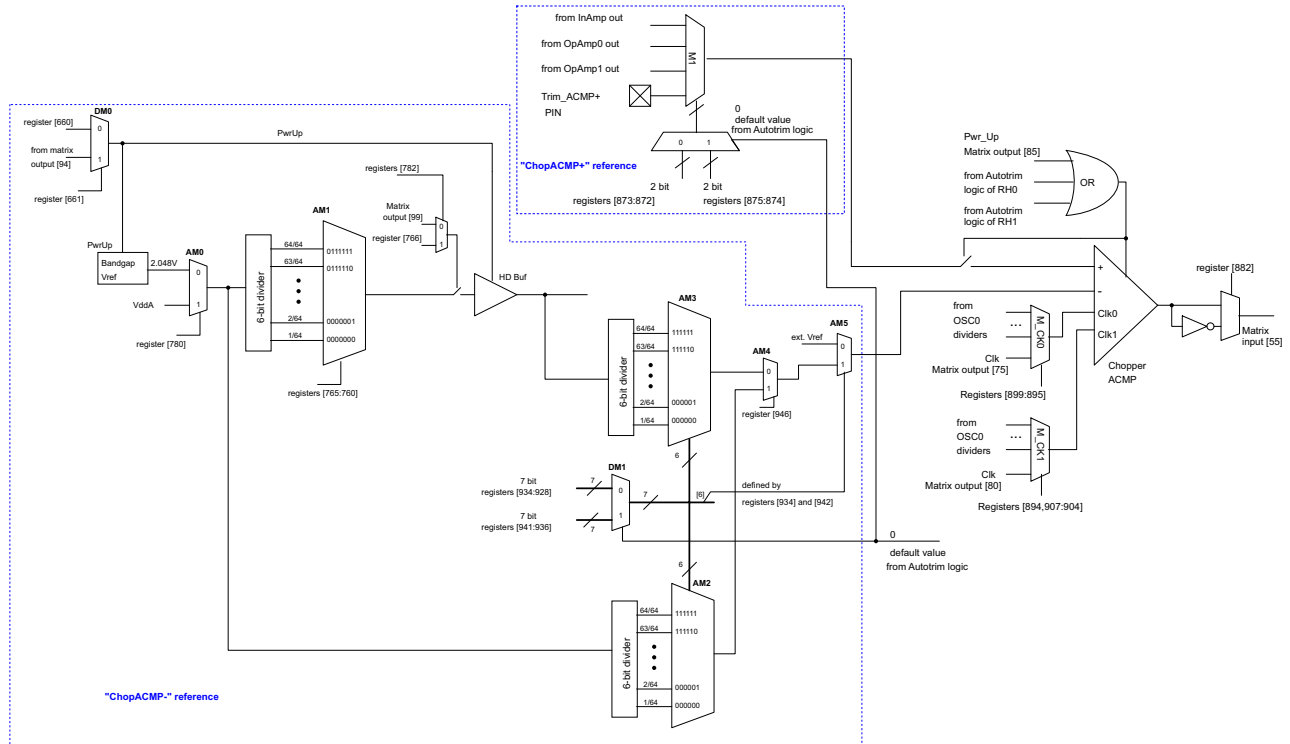 from InAmp out
from OpAmp0 out
from OpAmp1 out
Trim_ACMP+
PIN
M1
0
default value
from Autotrim logic
0 1
"ChopACMP+" reference
2 bit
registers [873:872]
2 bit
registers [875:874]
DM0
register [660]
0
from matrix
output [94]
1
register [661]
PwrUp
registers [782]
Matrix
output [99]
0
register [766]
1
Pwr_Up
Matrix output [85]
from Autotrim
logic of RH0
from Autotrim
logic of RH1
OR
PwrUp
Bandgap
Vref
2.048V
AM0
0
VddA
1
register [780]
AM1
6-bit divider
64/64
0111111
63/64
0111110
2/64
0000001
1/64
0000000
registers [765:760]
HD Buf
AM3
6-bit divider
64/64
111111
63/64
111110
2/64
000001
1/64
000000
6
AM4
0
1
register [946]
AM5
ext. Vref
0
1
+
-
Clk0
Clk1
Chopper
ACMP
register [882]
Matrix
input [55]
from
OSC0
dividers
...
M_CK0
Clk
Matrix output [75]
Registers [899:895]
from
OSC0
dividers
...
M_CK1
Clk
Matrix output [80]
Registers [894,907:904]
DM1
7 bit
registers [934:928]
7
0
7 bit
registers [941:936]
7
1
7
[6]
defined by
registers [934] and [942]
0
default value
from Autotrim logic
6
AM2
6-bit divider
64/64
111111
63/64
111110
2/64
000001
1/64
000000
"ChopACMP-" reference